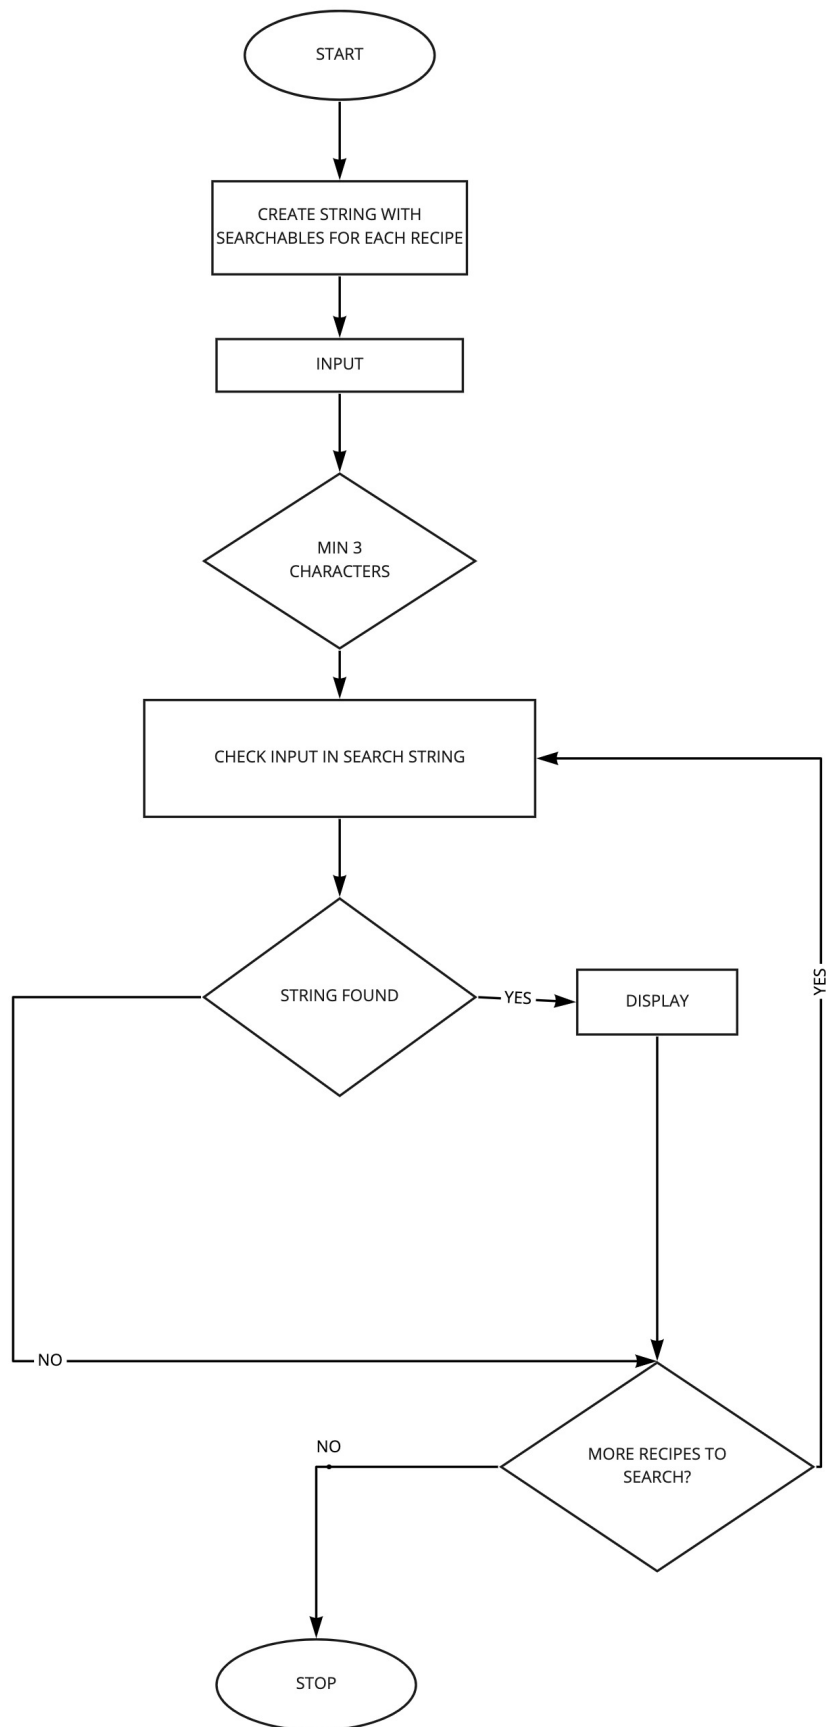 START
CREATE STRING WITH
SEARCHABLES FOR EACH RECIPE
INPUT
MIN 3
CHARACTERS
CHECK INPUT IN SEARCH STRING
STRING FOUND
YES
DISPLAY
YES
NO
NO
MORE RECIPES TO
SEARCH?
STOP